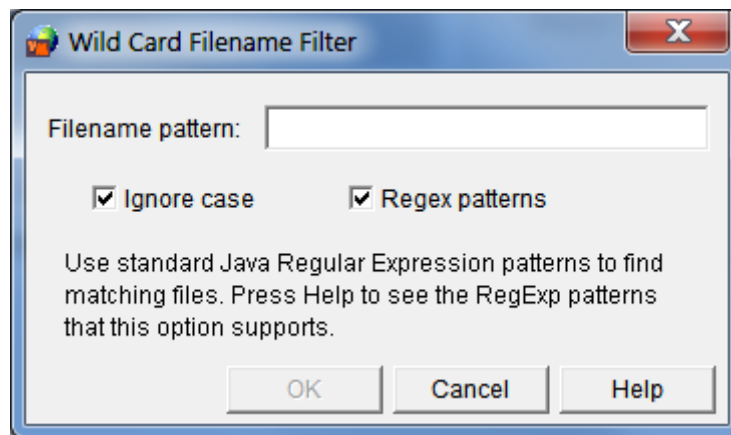 Wild Card Filename Filter
Filename pattern:
Ignore case Regex patterns
Use standard Java Regular Expression patterns to find
matching files. Press Help to see the RegExp patterns
that this option supports.
OK Cancel Help